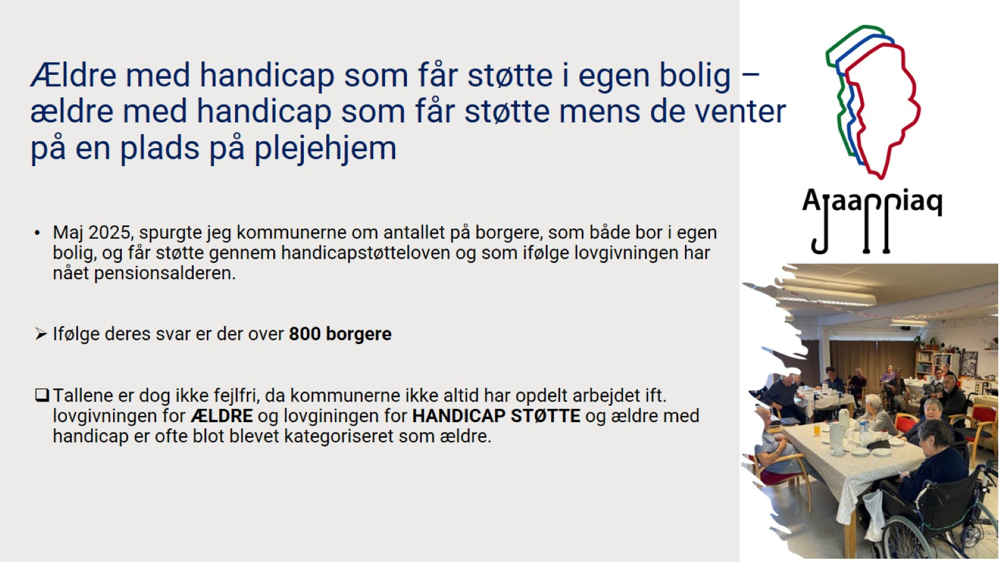 Ældre med handicap som får støtte i egen bolig –
ældre med handicap som får støtte mens de venter
på en plads på plejehjem
• Maj 2025, spurgte jeg kommunerne om antallet på borgere, som både bor i egen
bolig, og får støtte gennem handicapstøtteloven og som ifølge lovgivningen har
nået pensionsalderen.
➢ Ifølge deres svar er der over 800 borgere
❑ Tallene er dog ikke fejlfri, da kommunerne ikke altid har opdelt arbejdet ift.
lovgivningen for ÆLDRE og lovginingen for HANDICAP STØTTE og ældre med
handicap er ofte blot blevet kategoriseret som ældre.
Ajaanniaq